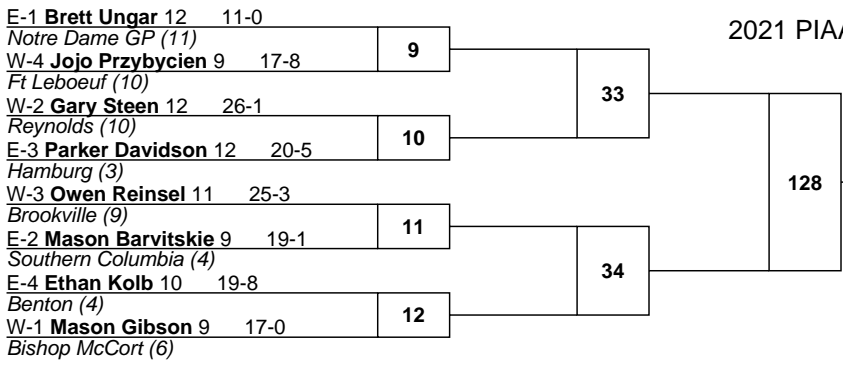 E-1 Brett Ungar 12 11-0
2021 PIAA
Notre Dame GP (11)
9
W-4 Jojo Przybycien 9 17-8
Ft Leboeuf (10)
33
W-2 Gary Steen 12 26-1
Reynolds (10)
10
E-3 Parker Davidson 12 20-5
Hamburg (3)
128
W-3 Owen Reinsel 11 25-3
Brookville (9)
11
E-2 Mason Barvitskie 9 19-1
Southern Columbia (4)
34
E-4 Ethan Kolb 10 19-8
Benton (4)
12
W-1 Mason Gibson 9 17-0
Bishop McCort (6)